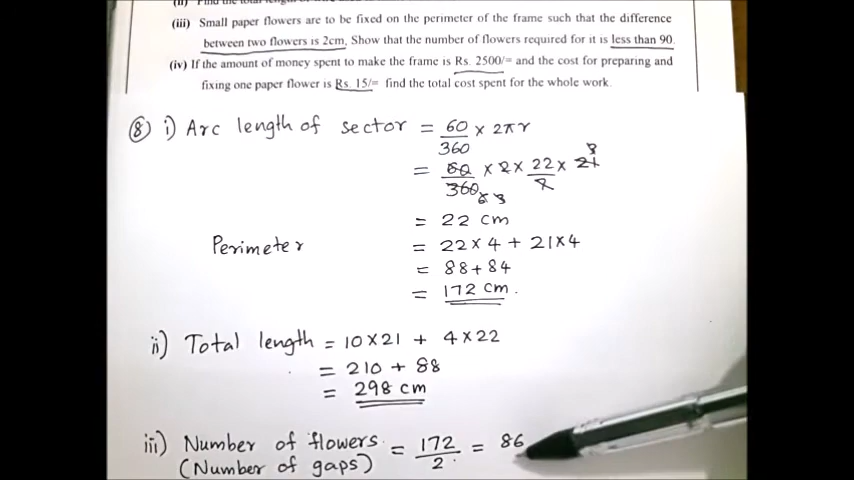 (iii) Small paper flowers are to be fixed on the perimeter of the frame such that the difference
between two flowers is 2cm, Show that the number of flowers required for it is less than 90.
(iv) If the amount of money spent to make the frame is Rs. 2500/= and the cost for preparing and
fixing one paper flower is Rs. 15/= find the total cost spent for the whole work.
⑧ i) Arc length of sector = 60/360 × 2πr
= 60/360 × 2 × 22/7 × 21
= 22 cm
Perimeter = 22×4 + 21×4
= 88+84
= 172 cm.
ii) Total length = 10×21 + 4×22
= 210 + 88
= 298 cm
iii) Number of flowers = 172/2 = 86
(Number of gaps)